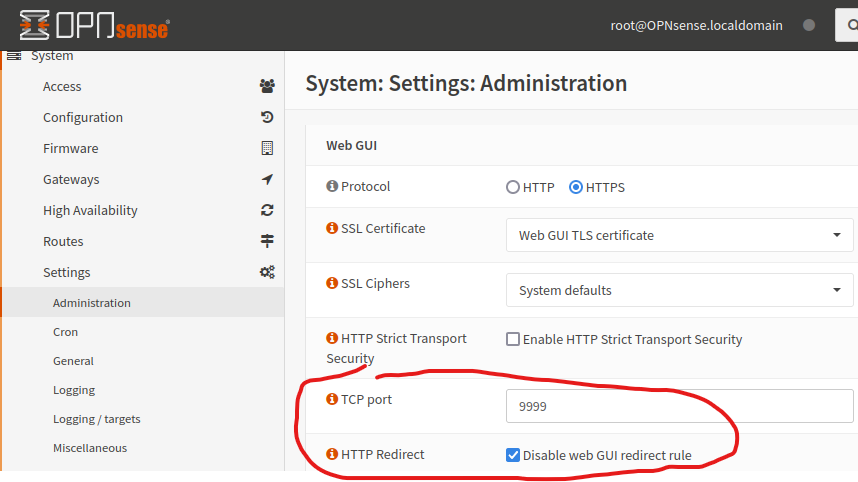 OPNsense
root@OPNsense.localdomain
System
Access
Configuration
Firmware
Gateways
High Availability
Routes
Settings
Administration
Cron
General
Logging
Logging / targets
Miscellaneous
System: Settings: Administration
Web GUI
Protocol HTTP HTTPS
SSL Certificate Web GUI TLS certificate
SSL Ciphers System defaults
HTTP Strict Transport Enable HTTP Strict Transport Security
Security
TCP port 9999
HTTP Redirect Disable web GUI redirect rule